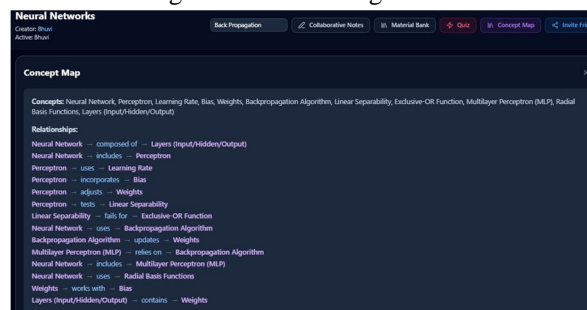 Neural Networks
Creator: Bhuvi
Active: Bhuvi
Back Propagation
Collaborative Notes
Material Bank
Quiz
Concept Map
Invite
Concept Map
Concepts: Neural Network, Perceptron, Learning Rate, Bias, Weights, Backpropagation Algorithm, Linear Separability, Exclusive-OR Function, Multilayer Perceptron (MLP), Radial
Basis Functions, Layers (Input/Hidden/Output)
Relationships:
Neural Network → composed of → Layers (Input/Hidden/Output)
Neural Network → includes → Perceptron
Perceptron → uses → Learning Rate
Perceptron → incorporates → Bias
Perceptron → adjusts → Weights
Perceptron → tests → Linear Separability
Linear Separability → fails for → Exclusive-OR Function
Neural Network → uses → Backpropagation Algorithm
Backpropagation Algorithm → updates → Weights
Multilayer Perceptron (MLP) → relies on → Backpropagation Algorithm
Neural Network → includes → Multilayer Perceptron (MLP)
Neural Network → uses → Radial Basis Functions
Weights → works with → Bias
Layers (Input/Hidden/Output) → contains → Weights